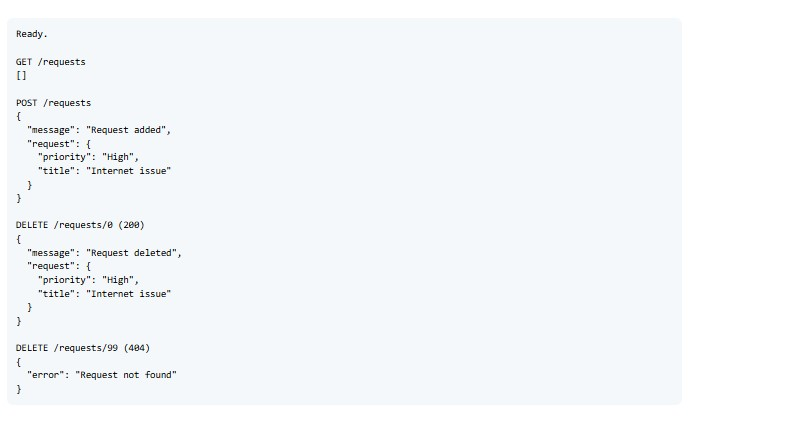 Ready.
GET /requests
[]
POST /requests
{
  "message": "Request added",
  "request": {
    "priority": "High",
    "title": "Internet issue"
  }
}
DELETE /requests/0 (200)
{
  "message": "Request deleted",
  "request": {
    "priority": "High",
    "title": "Internet issue"
  }
}
DELETE /requests/99 (404)
{
  "error": "Request not found"
}